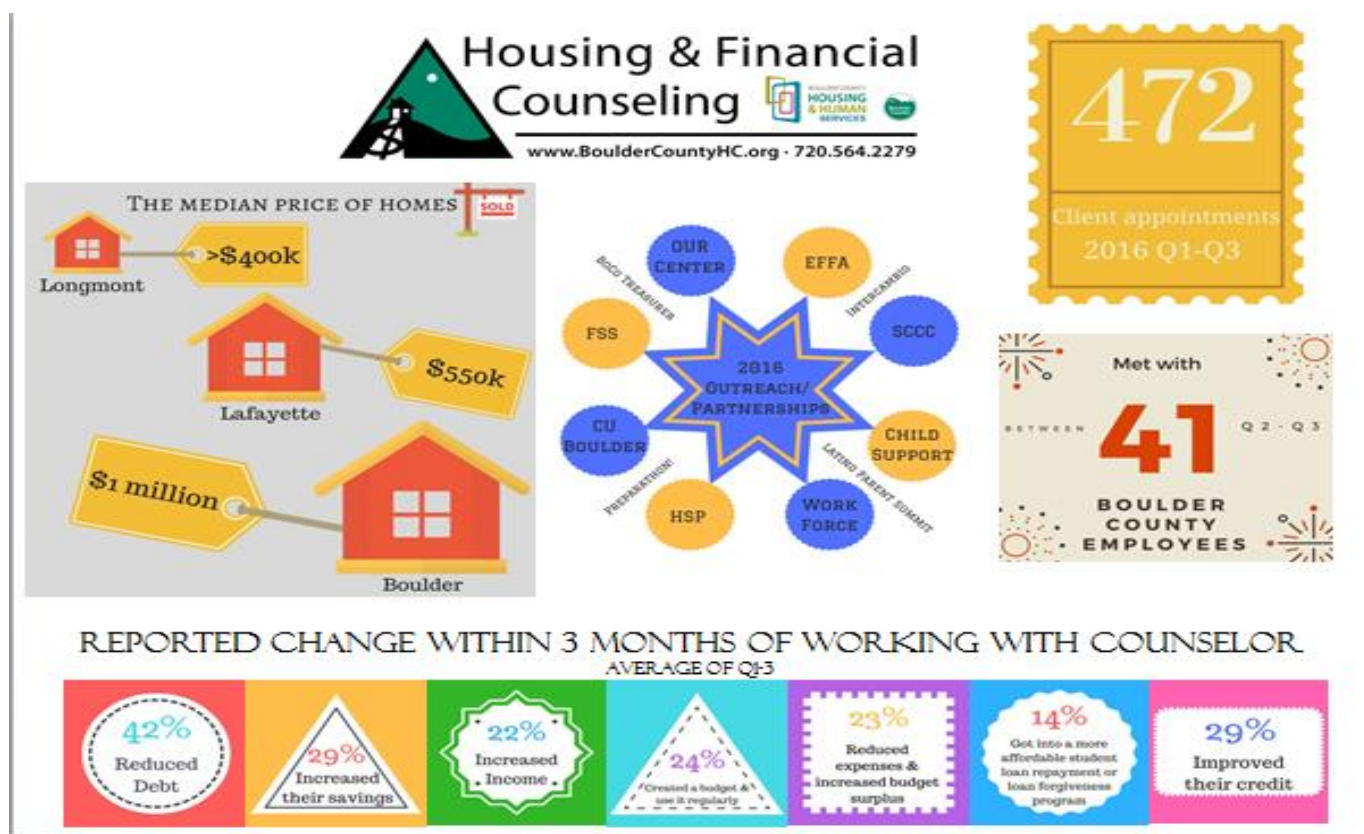 Housing & Financial
Counseling
BOULDER COUNTY
HOUSING
& HUMAN
SERVICES
www.BoulderCountyHC.org · 720.564.2279
472
Client appointments
2016 Q1-Q3
THE MEDIAN PRICE OF HOMES
SOLD
>$400k
Longmont
$550k
Lafayette
$1 million
Boulder
OUR
CENTER
EFFA
BOCO TREASURER
INTERCAMBIO
FSS
SCCC
2016
OUTREACH/
PARTNERSHIPS
CU
BOULDER
CHILD
SUPPORT
PREPARATHON!
LATINO PARENT SUMMIT
HSP
WORK
FORCE
Met with
BETWEEN
41
Q2-Q3
BOULDER
COUNTY
EMPLOYEES
REPORTED CHANGE WITHIN 3 MONTHS OF WORKING WITH COUNSELOR
AVERAGE OF Q1-3
42%
Reduced
Debt
29%
Increased
their savings
22%
Increased
Income
24%
Created a budget &
use it regularly
23%
Reduced
expenses &
increased budget
surplus
14%
Got into a more
affordable student
loan repayment or
loan forgiveness
program
29%
Improved
their credit